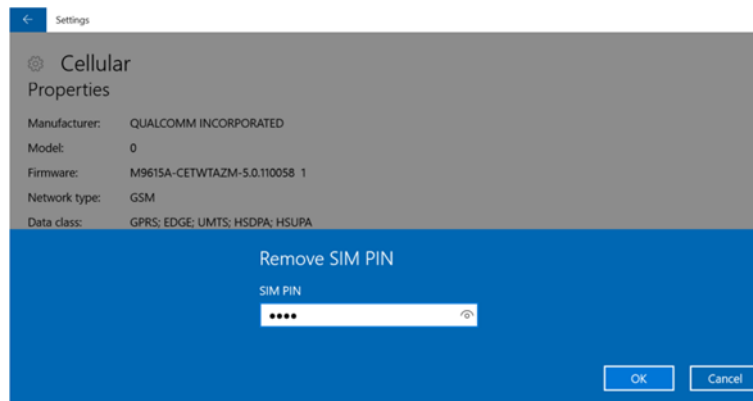 Settings
Cellular
Properties
Manufacturer: QUALCOMM INCORPORATED
Model: 0
Firmware: M9615A-CETWTAZM-5.0.110058 1
Network type: GSM
Data class: GPRS; EDGE; UMTS; HSDPA; HSUPA
Remove SIM PIN
SIM PIN
••••
OK Cancel